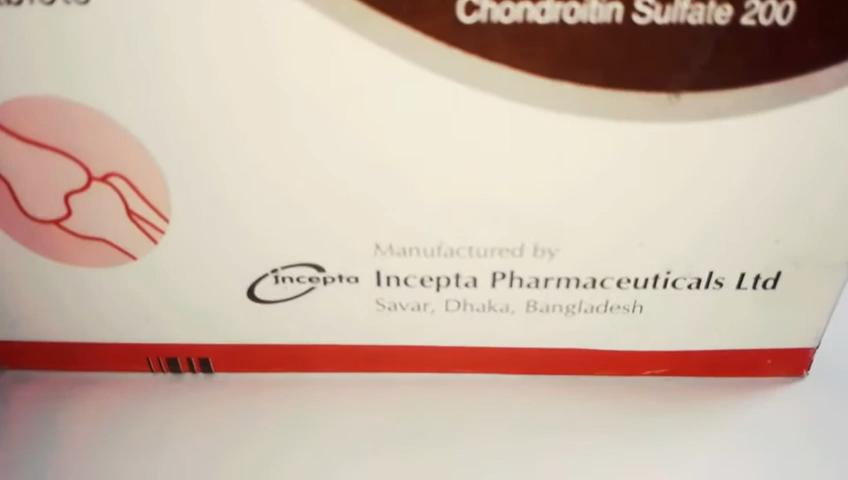 Chondroitin Sulfate 200
Manufactured by
incepta
Incepta Pharmaceuticals Ltd
Savar, Dhaka, Bangladesh